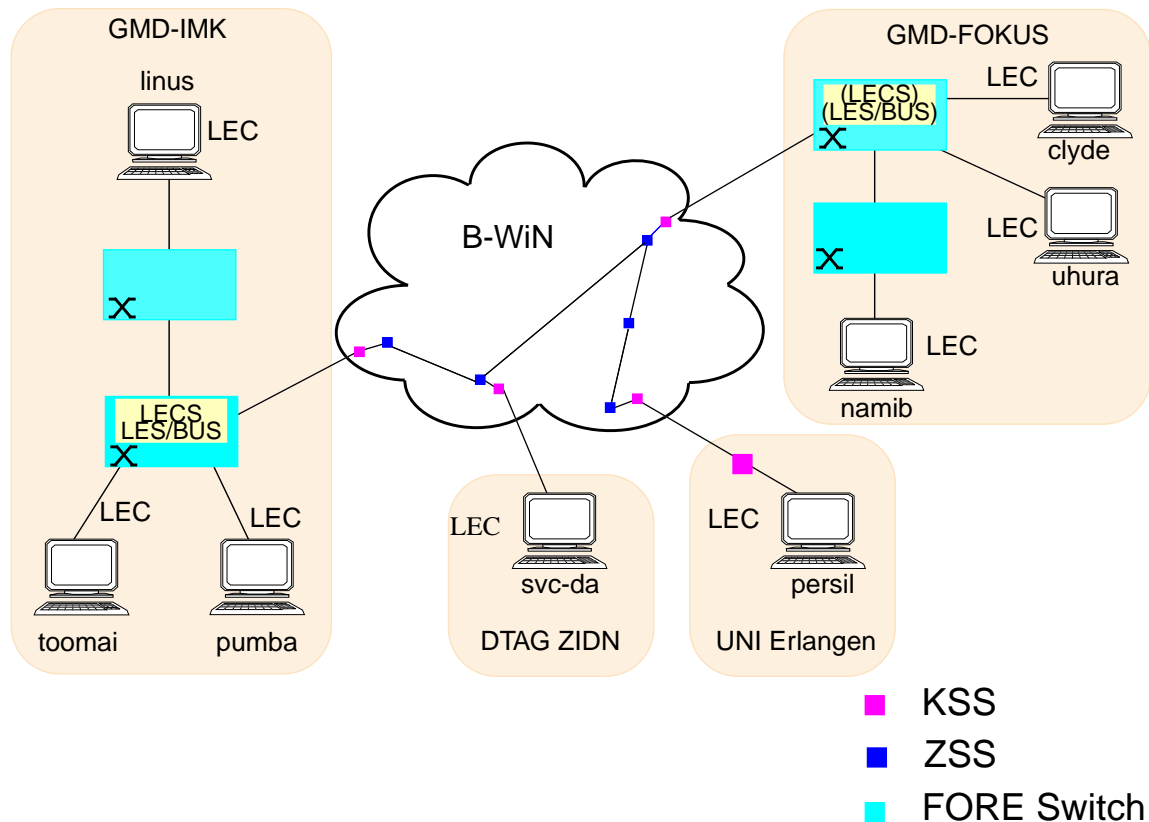 GMD-IMK
linus
LEC
LECS
LES/BUS
LEC
LEC
toomai
pumba
B-WiN
GMD-FOKUS
(LECS)
(LES/BUS)
LEC
clyde
LEC
uhura
LEC
namib
LEC
svc-da
DTAG ZIDN
LEC
persil
UNI Erlangen
KSS
ZSS
FORE Switch